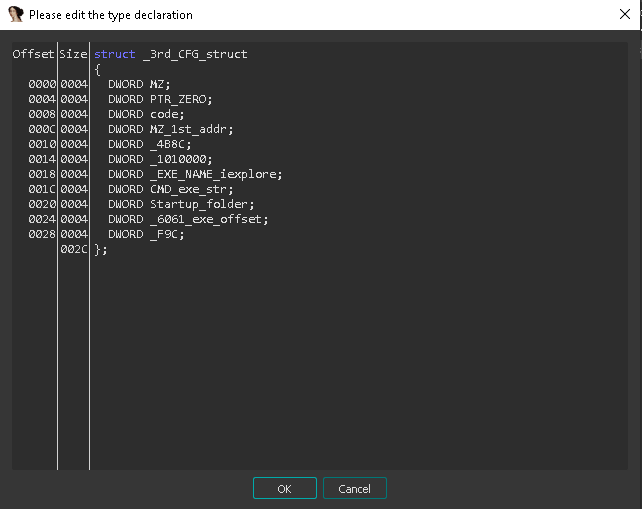 Please edit the type declaration
Offset Size struct _3rd_CFG_struct
{
0000 0004 DWORD MZ;
0004 0004 DWORD PTR_ZERO;
0008 0004 DWORD code;
000C 0004 DWORD MZ_1st_addr;
0010 0004 DWORD _4B8C;
0014 0004 DWORD _1010000;
0018 0004 DWORD _EXE_NAME_iexplore;
001C 0004 DWORD CMD_exe_str;
0020 0004 DWORD Startup_folder;
0024 0004 DWORD _6061_exe_offset;
0028 0004 DWORD _F9C;
002C };
OK Cancel